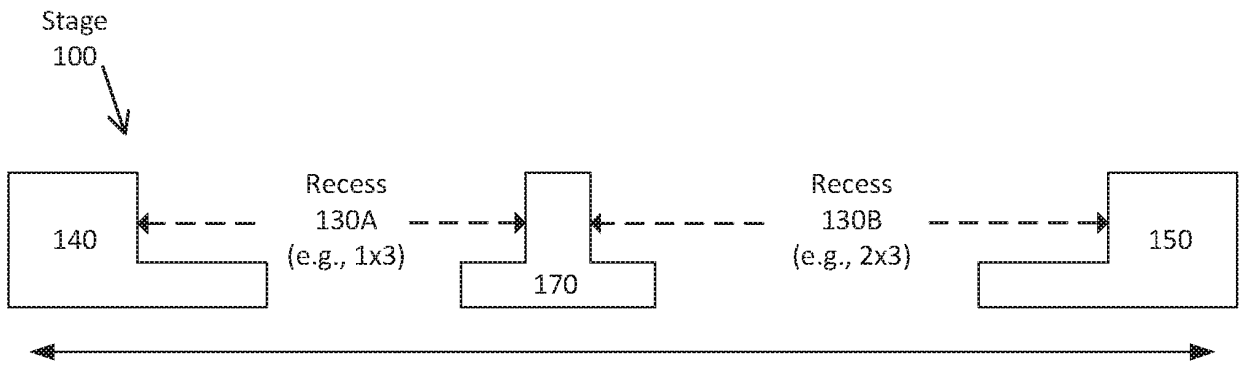 Stage
100
Recess
130A
(e.g., 1x3)
Recess
130B
(e.g., 2x3)
140
150
170